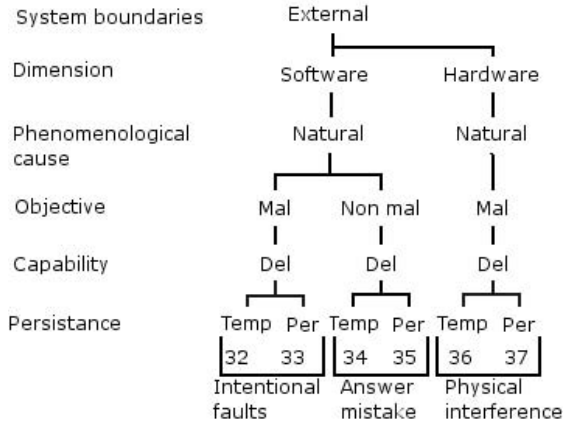 System boundaries External
Dimension Software Hardware
Phenomenological cause Natural Natural
Objective Mal Non mal Mal
Capability Del Del Del
Persistance Temp Per Temp Per Temp Per
32 33 34 35 36 37
Intentional faults Answer mistake Physical interference